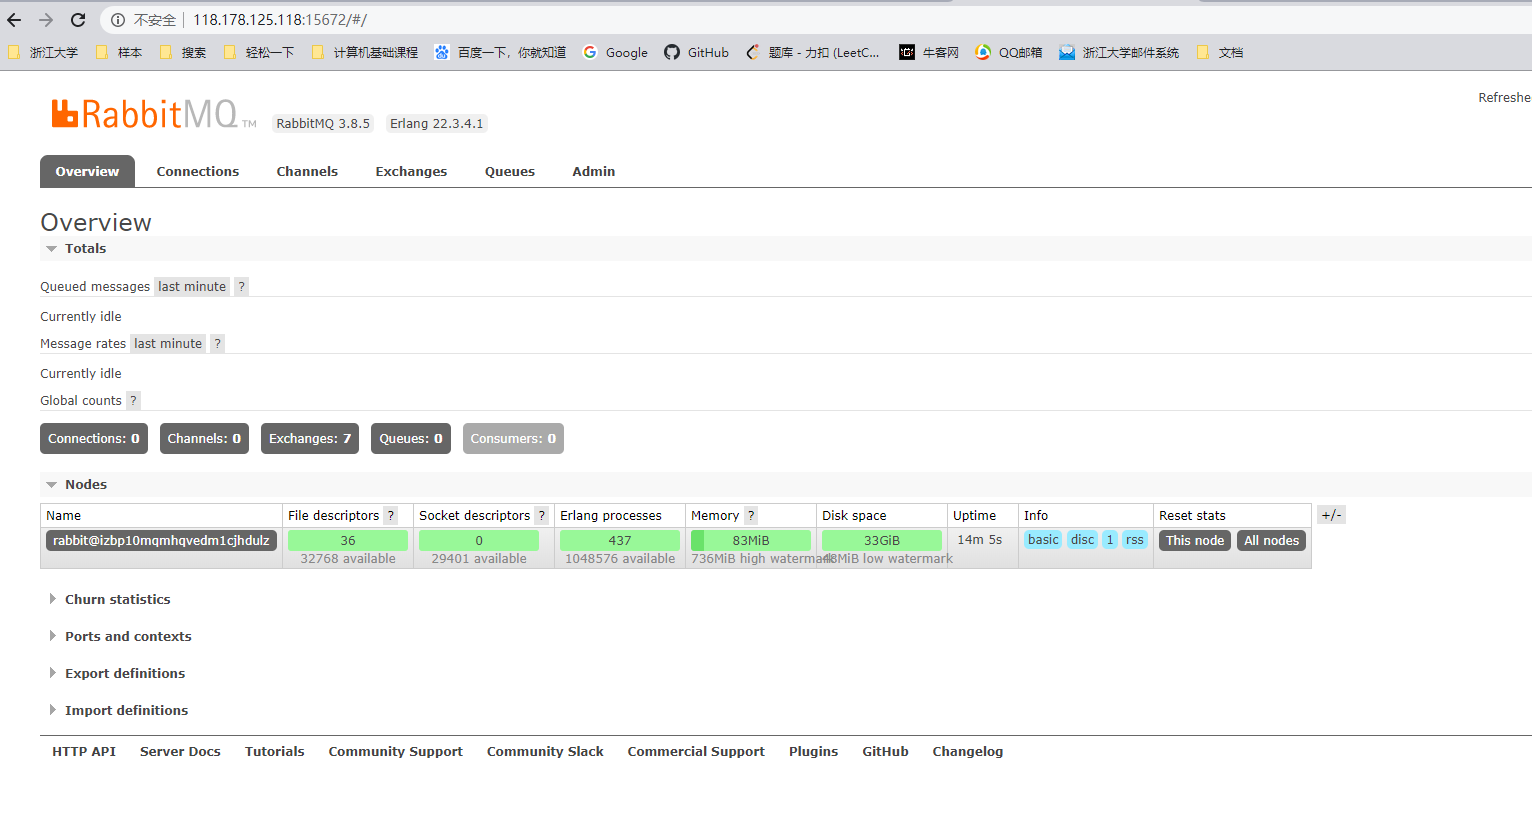 不安全 118.178.125.118:15672/#/
浙江大学 样本 搜索 轻松一下 计算机基础课程 百度一下，你就知道 Google GitHub 题库 - 力扣 (LeetC... 牛客网 QQ邮箱 浙江大学邮件系统 文档
Refreshe
RabbitMQ TM RabbitMQ 3.8.5 Erlang 22.3.4.1
Overview Connections Channels Exchanges Queues Admin
Overview
Totals
Queued messages last minute ?
Currently idle
Message rates last minute ?
Currently idle
Global counts ?
Connections: 0 Channels: 0 Exchanges: 7 Queues: 0 Consumers: 0
Nodes
Name File descriptors ? Socket descriptors ? Erlang processes Memory ? Disk space Uptime Info Reset stats +/-
rabbit@izbp10mqmhqvedm1cjhdulz 36 0 437 83MiB 33GiB 14m 5s basic disc 1 rss This node All nodes
32768 available 29401 available 1048576 available 736MiB high watermark 48MiB low watermark
Churn statistics
Ports and contexts
Export definitions
Import definitions
HTTP API Server Docs Tutorials Community Support Community Slack Commercial Support Plugins GitHub Changelog